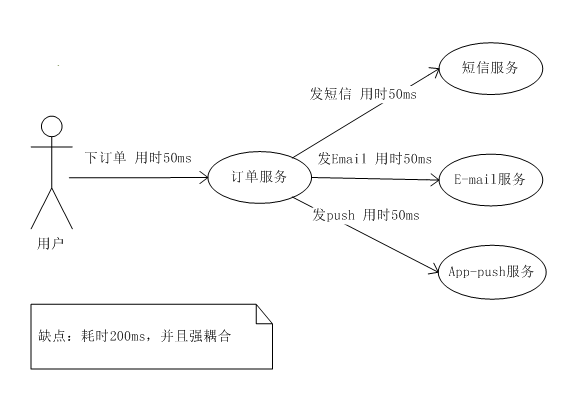 短信服务
发短信 用时50ms
下订单 用时50ms
发Email 用时50ms
订单服务
E-mail服务
发push 用时50ms
用户
App-push服务
缺点：耗时200ms，并且强耦合